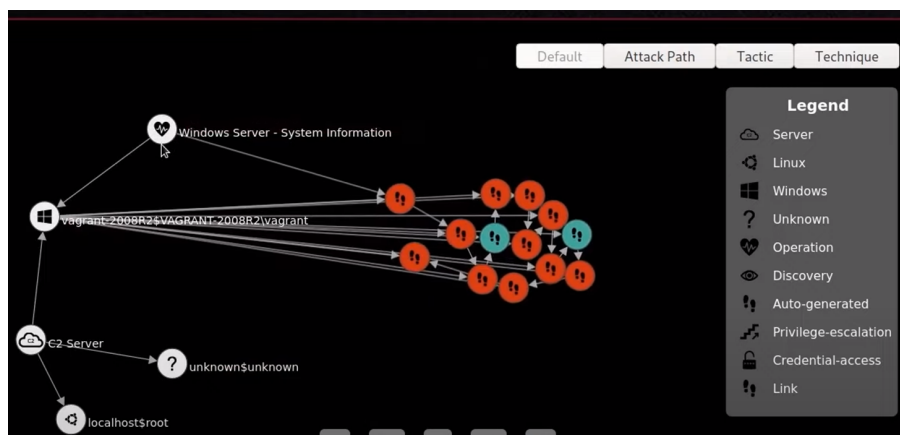 Default
Attack Path
Tactic
Technique
Legend
Server
Linux
Windows
Unknown
Operation
Discovery
Auto-generated
Privilege-escalation
Credential-access
Link
Windows Server - System Information
vagrant-2008R2$VAGRANT-2008R2\vagrant
C2 Server
unknown$unknown
localhost$root